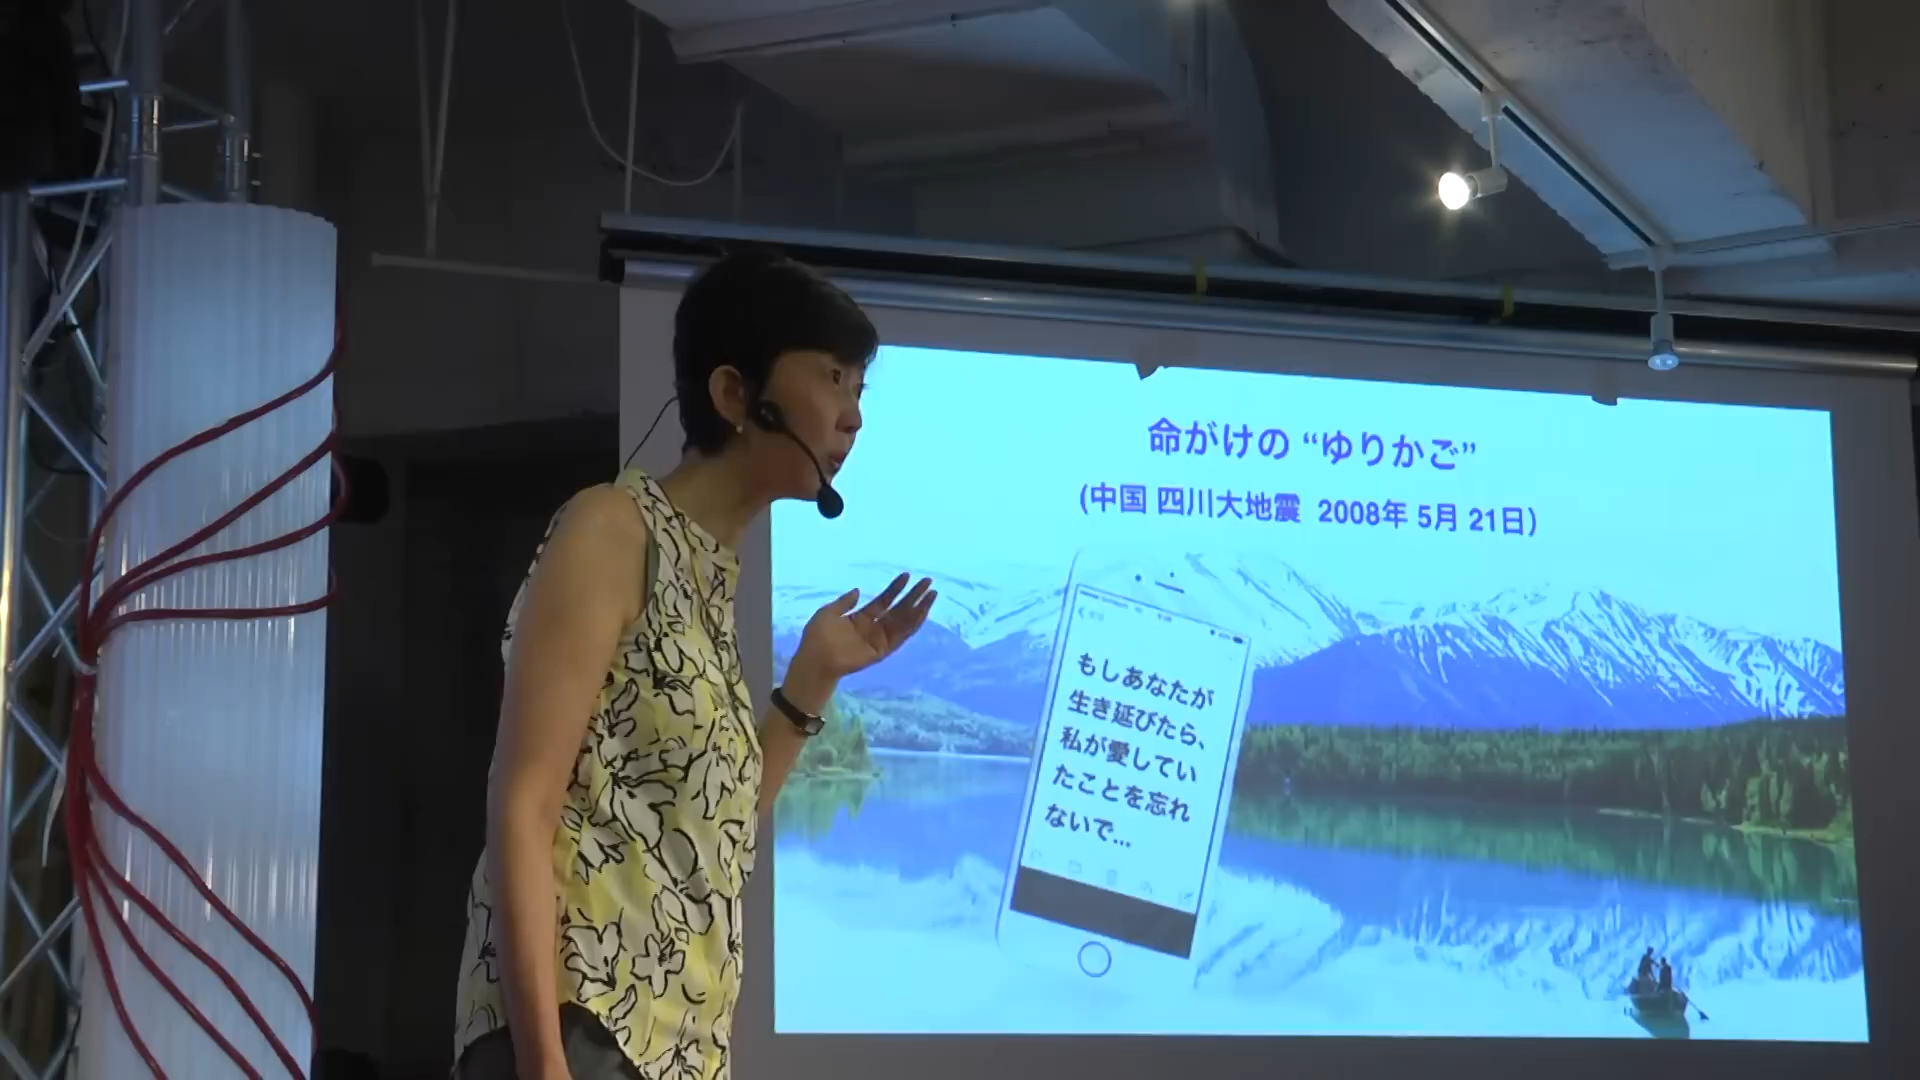 命がけの “ゆりかご”
(中国 四川大地震 2008年 5月 21日)
もしあなたが
生き延びたら、
私が愛してい
たことを忘れ
ないで...